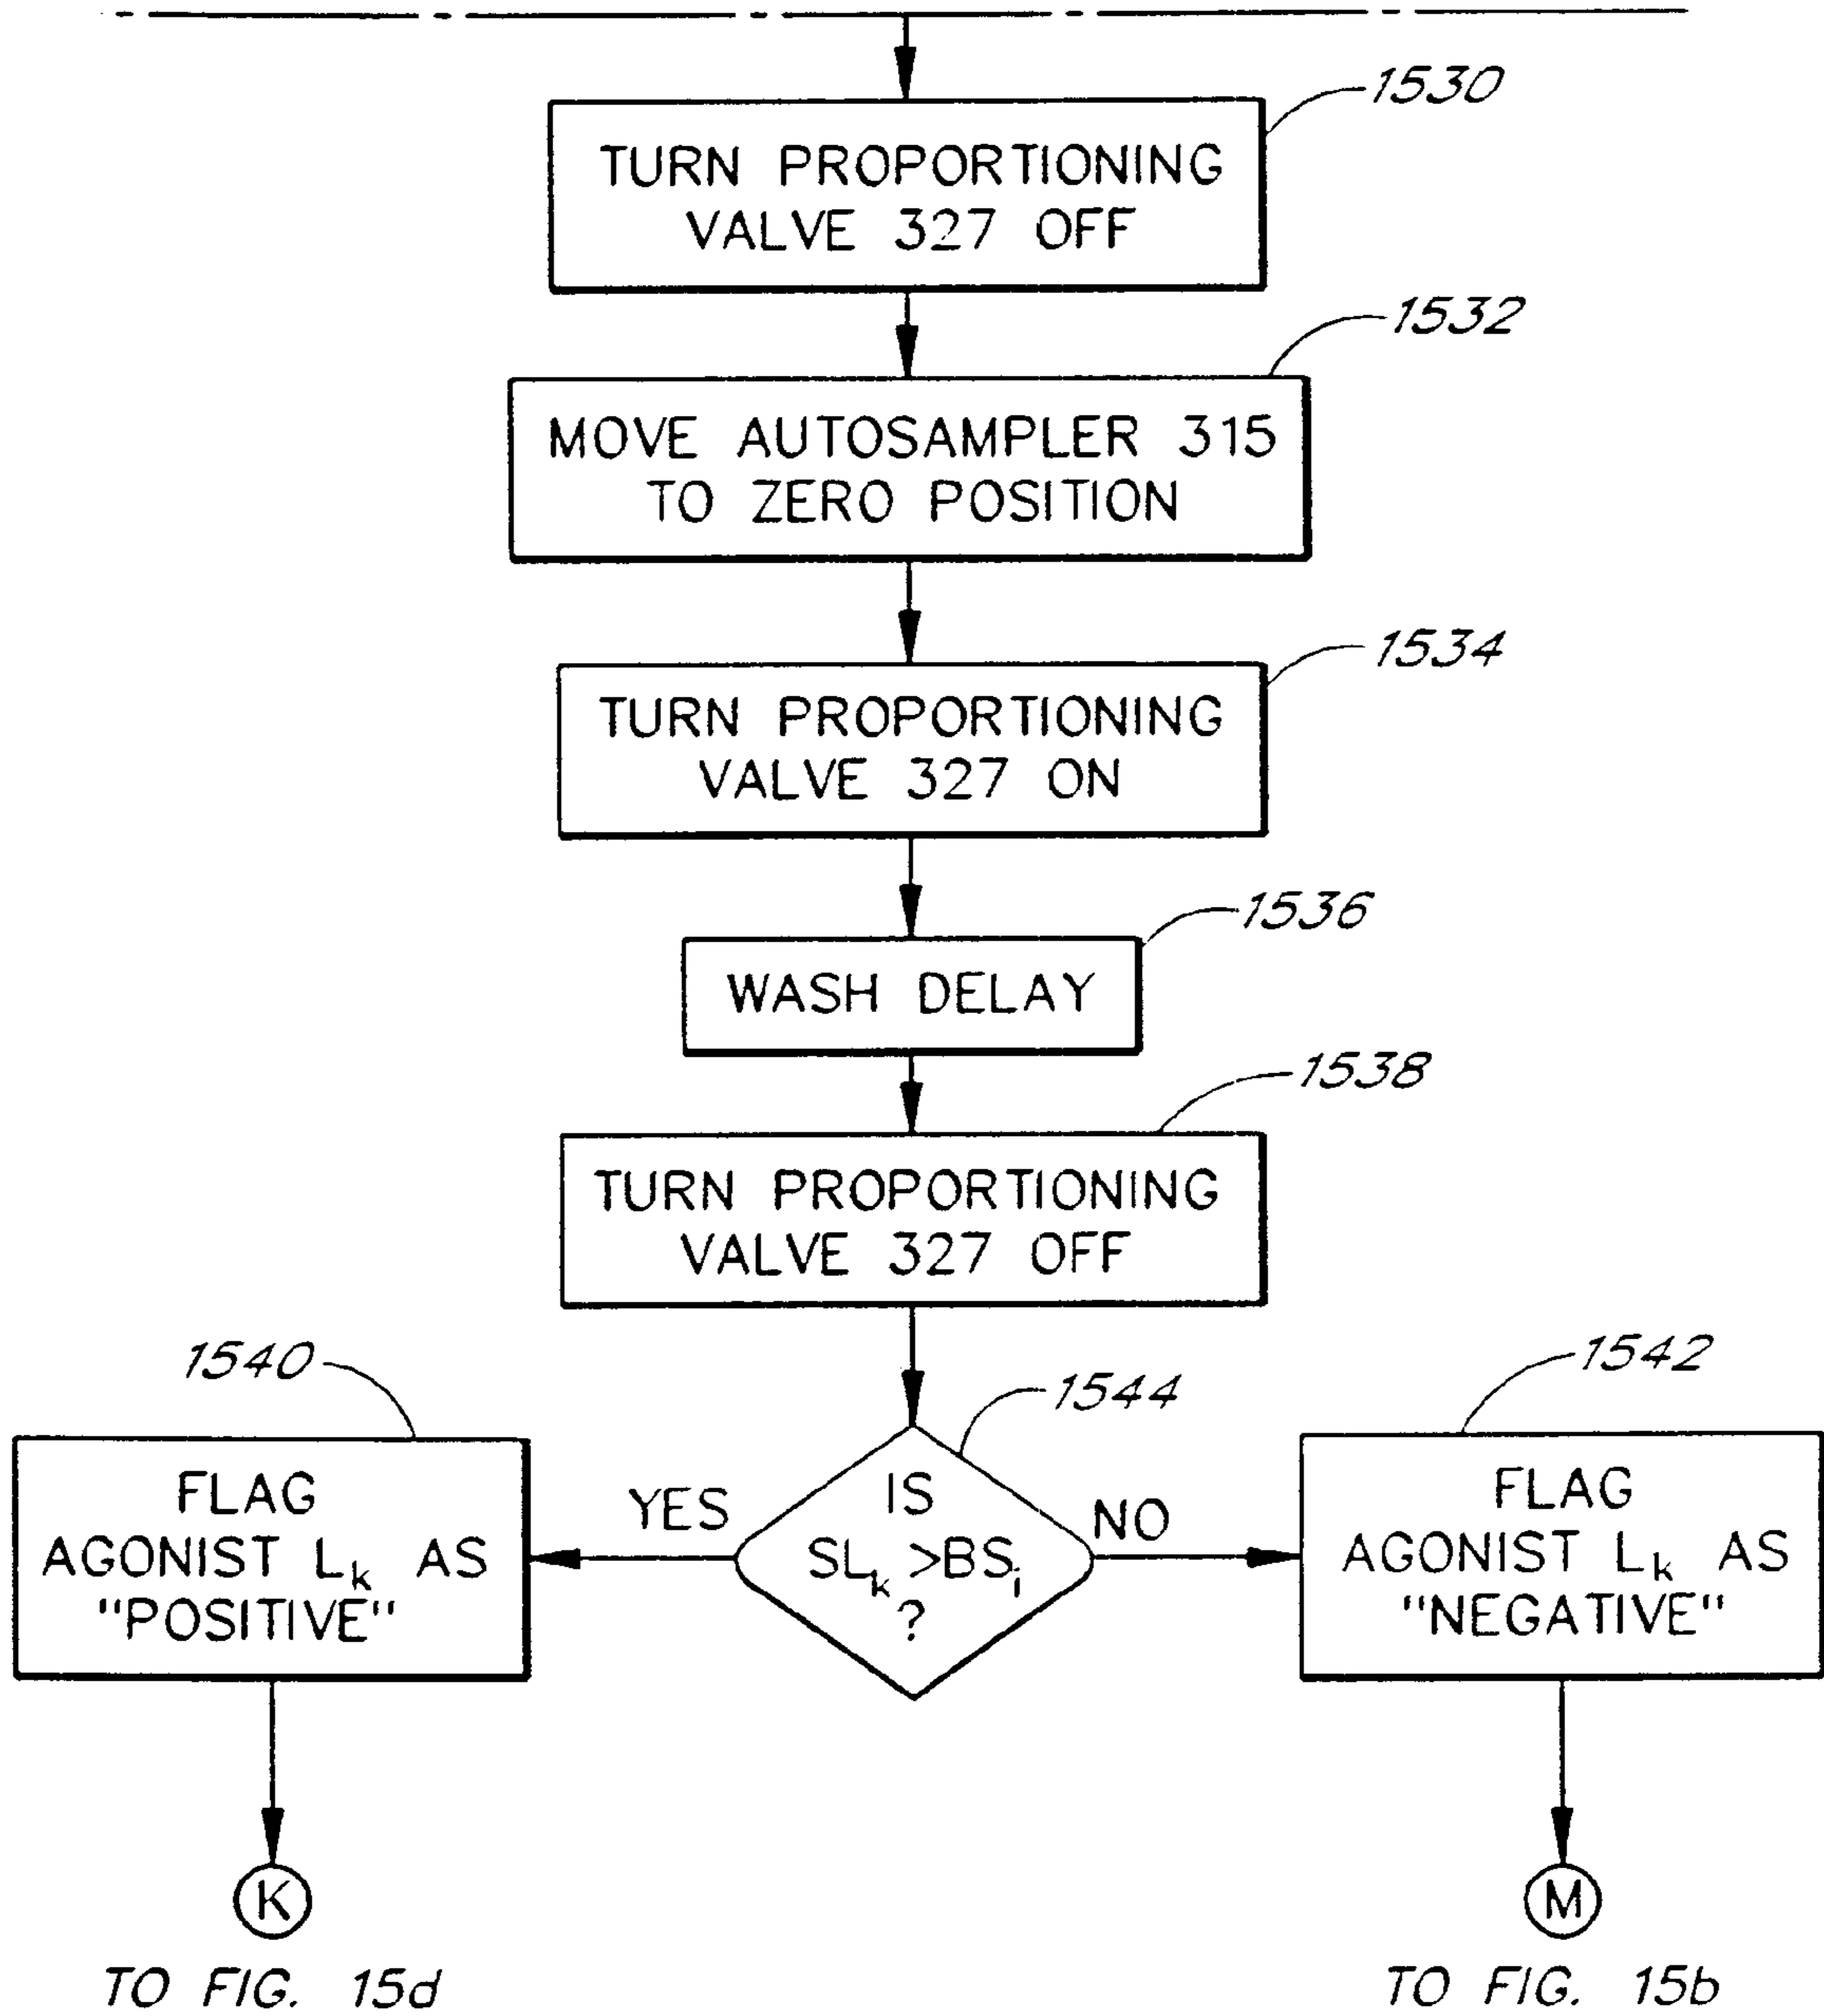 1530
TURN PROPORTIONING
VALVE 327 OFF
1532
MOVE AUTOSAMPLER 315
TO ZERO POSITION
1534
TURN PROPORTIONING
VALVE 327 ON
1536
WASH DELAY
1538
TURN PROPORTIONING
VALVE 327 OFF
1540
FLAG
AGONIST Lk AS
"POSITIVE"
YES
1544
IS
SLk >BSi
?
NO
1542
FLAG
AGONIST Lk AS
"NEGATIVE"
K
TO FIG. 15d
M
TO FIG. 15b